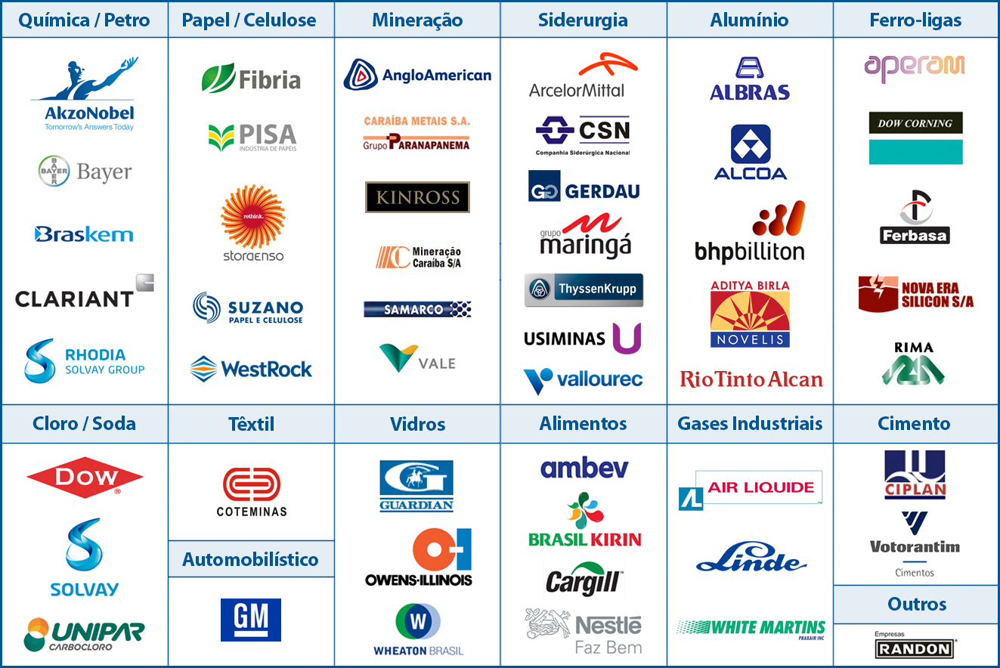 Química / Petro
AkzoNobel
Tomorrow's Answers Today
BAYER
BAYER
Bayer
Braskem
CLARIANT
RHODIA
SOLVAY GROUP
Papel / Celulose
Fibria
PISA
INDÚSTRIA DE PAPÉIS
rethink.
storaenso
SUZANO
PAPEL E CELULOSE
WestRock
Mineração
AngloAmerican
CARAÍBA METAIS S.A.
Grupo PARANAPANEMA
KINROSS
Mineração
Caraíba S/A
SAMARCO
VALE
Siderurgia
ArcelorMittal
CSN
Companhia Siderúrgica Nacional
GG GERDAU
grupo
maringá
ThyssenKrupp
USIMINAS
vallourec
Alumínio
ALBRAS
ALCOA
bhpbilliton
ADITYA BIRLA
NOVELIS
RioTinto Alcan
Ferro-ligas
aperam
DOW CORNING
Ferbasa
NOVA ERA
SILICON S/A
RIMA
Cloro / Soda
Dow
®
SOLVAY
UNIPAR
CARBOCLORO
Têxtil
COTEMINAS
Automobilístico
GM
Vidros
G
GUARDIAN
O-I
OWENS-ILLINOIS
W
WHEATON BRASIL
Alimentos
ambev
BRASIL KIRIN
Cargill™
Nestlé
Faz Bem
Gases Industriais
AL AIR LIQUIDE
Linde
WHITE MARTINS
PRAXAIR INC
Cimento
CIPLAN
Votorantim
Cimentos
Outros
Empresas
RANDON®